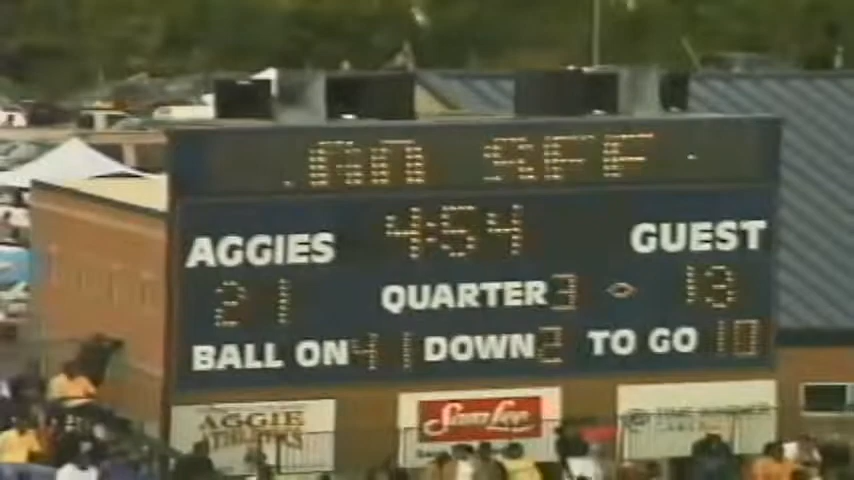 4:54
AGGIES GUEST
21 QUARTER 3 13
BALL ON 41 DOWN 2 TO GO 10
AGGIE
ATHLETICS
Sara Lee